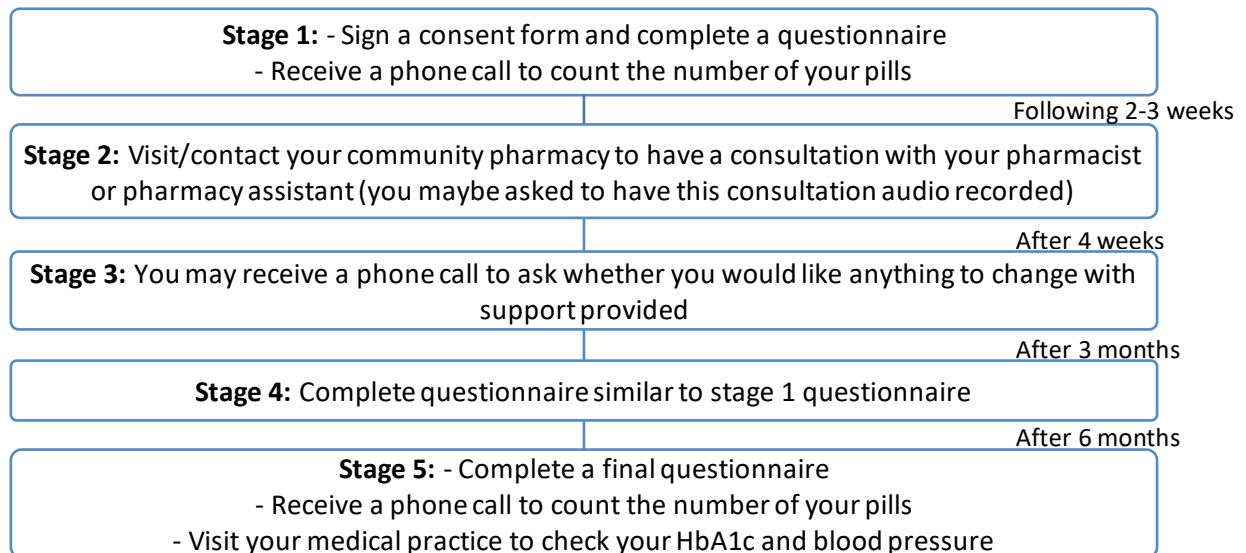 Stage 1: - Sign a consent form and complete a questionnaire
- Receive a phone call to count the number of your pills
Following 2-3 weeks
Stage 2: Visit/contact your community pharmacy to have a consultation with your pharmacist
or pharmacy assistant (you maybe asked to have this consultation audio recorded)
After 4 weeks
Stage 3: You may receive a phone call to ask whether you would like anything to change with
support provided
After 3 months
Stage 4: Complete questionnaire similar to stage 1 questionnaire
After 6 months
Stage 5: - Complete a final questionnaire
- Receive a phone call to count the number of your pills
- Visit your medical practice to check your HbA1c and blood pressure